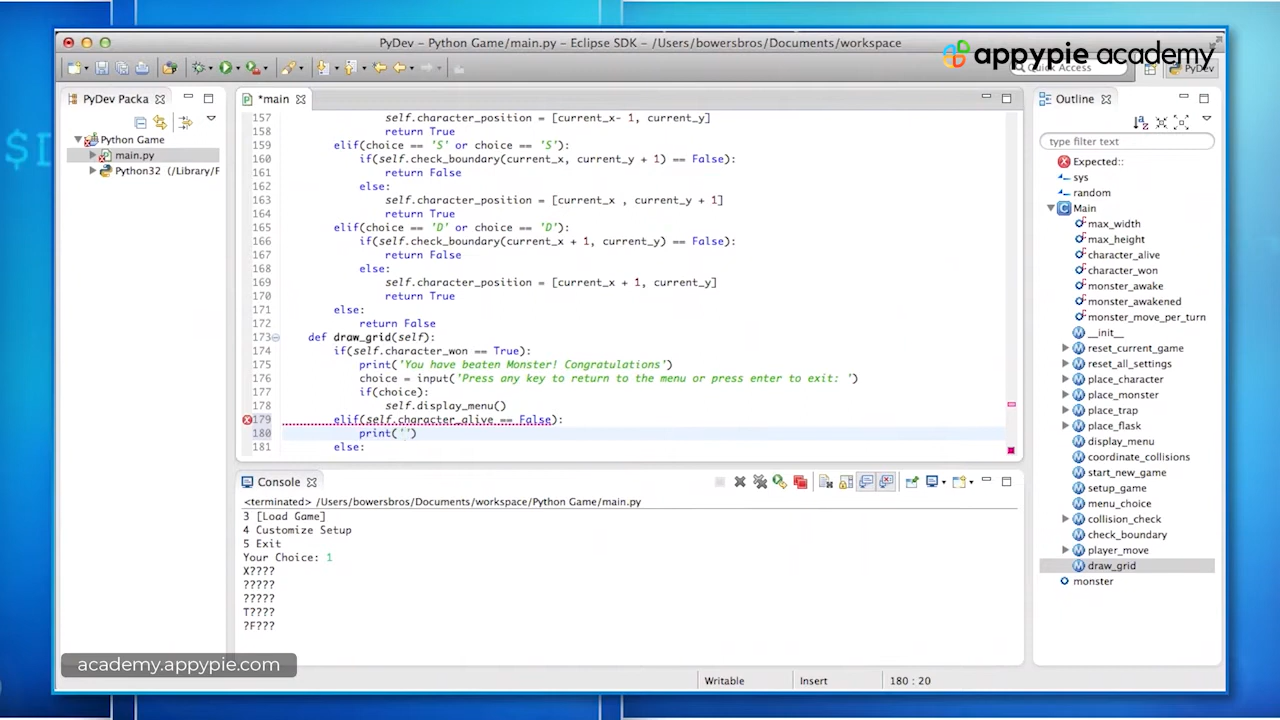 PyDev – Python Game/main.py – Eclipse SDK – /Users/bowersbros/Documents/workspace
appypie academy
Quick Access
PyDev
PyDev Packa
*main
Outline
Python Game
main.py
Python32 (/Library/F
157 self.character_position = [current_x- 1, current_y]
158 return True
159 elif(choice == 'S' or choice == 'S'):
160 if(self.check_boundary(current_x, current_y + 1) == False):
161 return False
162 else:
163 self.character_position = [current_x , current_y + 1]
164 return True
165 elif(choice == 'D' or choice == 'D'):
166 if(self.check_boundary(current_x + 1, current_y) == False):
167 return False
168 else:
169 self.character_position = [current_x + 1, current_y]
170 return True
171 else:
172 return False
173 def draw_grid(self):
174 if(self.character_won == True):
175 print('You have beaten Monster! Congratulations')
176 choice = input('Press any key to return to the menu or press enter to exit: ')
177 if(choice):
178 self.display_menu()
179 elif(self.character_alive == False):
180 print('')
181 else:
type filter text
Expected::
sys
random
Main
max_width
max_height
character_alive
character_won
monster_awake
monster_awakened
monster_move_per_turn
__init__
reset_current_game
reset_all_settings
place_character
place_monster
place_trap
place_flask
display_menu
coordinate_collisions
start_new_game
setup_game
menu_choice
collision_check
check_boundary
player_move
draw_grid
monster
Console
<terminated> /Users/bowersbros/Documents/workspace/Python Game/main.py
3 [Load Game]
4 Customize Setup
5 Exit
Your Choice: 1
X????
?????
?????
T????
?F???
academy.appypie.com
Writable
Insert
180 : 20